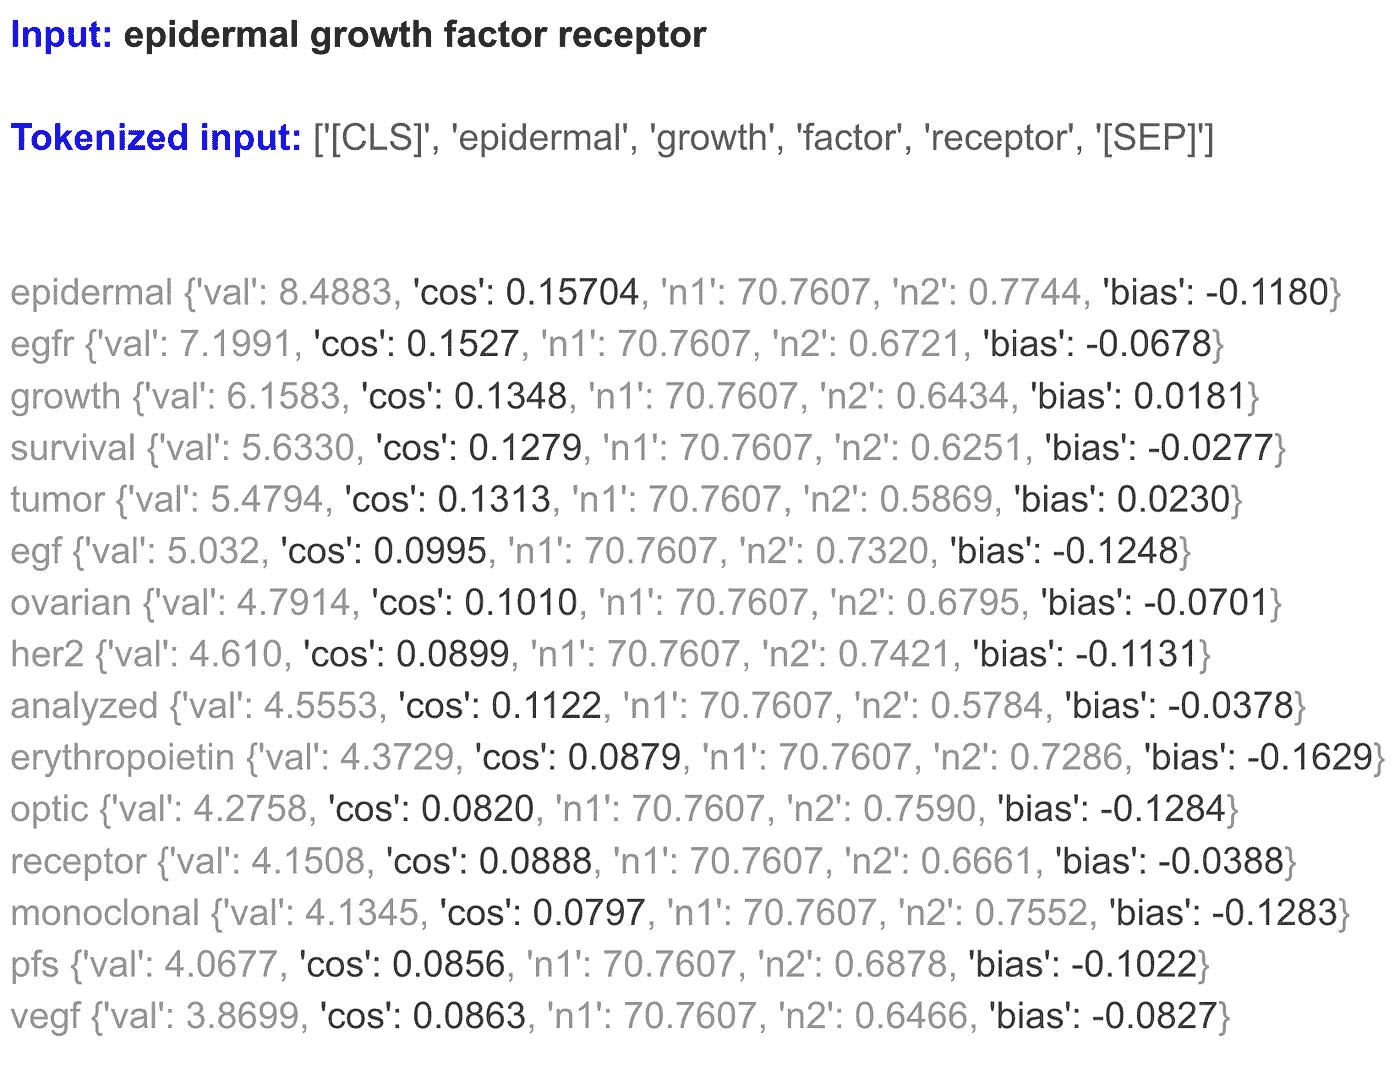 Input: epidermal growth factor receptor
Tokenized input: ['[CLS]', 'epidermal', 'growth', 'factor', 'receptor', '[SEP]']
epidermal {'val': 8.4883, 'cos': 0.15704, 'n1': 70.7607, 'n2': 0.7744, 'bias': -0.1180}
egfr {'val': 7.1991, 'cos': 0.1527, 'n1': 70.7607, 'n2': 0.6721, 'bias': -0.0678}
growth {'val': 6.1583, 'cos': 0.1348, 'n1': 70.7607, 'n2': 0.6434, 'bias': 0.0181}
survival {'val': 5.6330, 'cos': 0.1279, 'n1': 70.7607, 'n2': 0.6251, 'bias': -0.0277}
tumor {'val': 5.4794, 'cos': 0.1313, 'n1': 70.7607, 'n2': 0.5869, 'bias': 0.0230}
egf {'val': 5.032, 'cos': 0.0995, 'n1': 70.7607, 'n2': 0.7320, 'bias': -0.1248}
ovarian {'val': 4.7914, 'cos': 0.1010, 'n1': 70.7607, 'n2': 0.6795, 'bias': -0.0701}
her2 {'val': 4.610, 'cos': 0.0899, 'n1': 70.7607, 'n2': 0.7421, 'bias': -0.1131}
analyzed {'val': 4.5553, 'cos': 0.1122, 'n1': 70.7607, 'n2': 0.5784, 'bias': -0.0378}
erythropoietin {'val': 4.3729, 'cos': 0.0879, 'n1': 70.7607, 'n2': 0.7286, 'bias': -0.1629}
optic {'val': 4.2758, 'cos': 0.0820, 'n1': 70.7607, 'n2': 0.7590, 'bias': -0.1284}
receptor {'val': 4.1508, 'cos': 0.0888, 'n1': 70.7607, 'n2': 0.6661, 'bias': -0.0388}
monoclonal {'val': 4.1345, 'cos': 0.0797, 'n1': 70.7607, 'n2': 0.7552, 'bias': -0.1283}
pfs {'val': 4.0677, 'cos': 0.0856, 'n1': 70.7607, 'n2': 0.6878, 'bias': -0.1022}
vegf {'val': 3.8699, 'cos': 0.0863, 'n1': 70.7607, 'n2': 0.6466, 'bias': -0.0827}